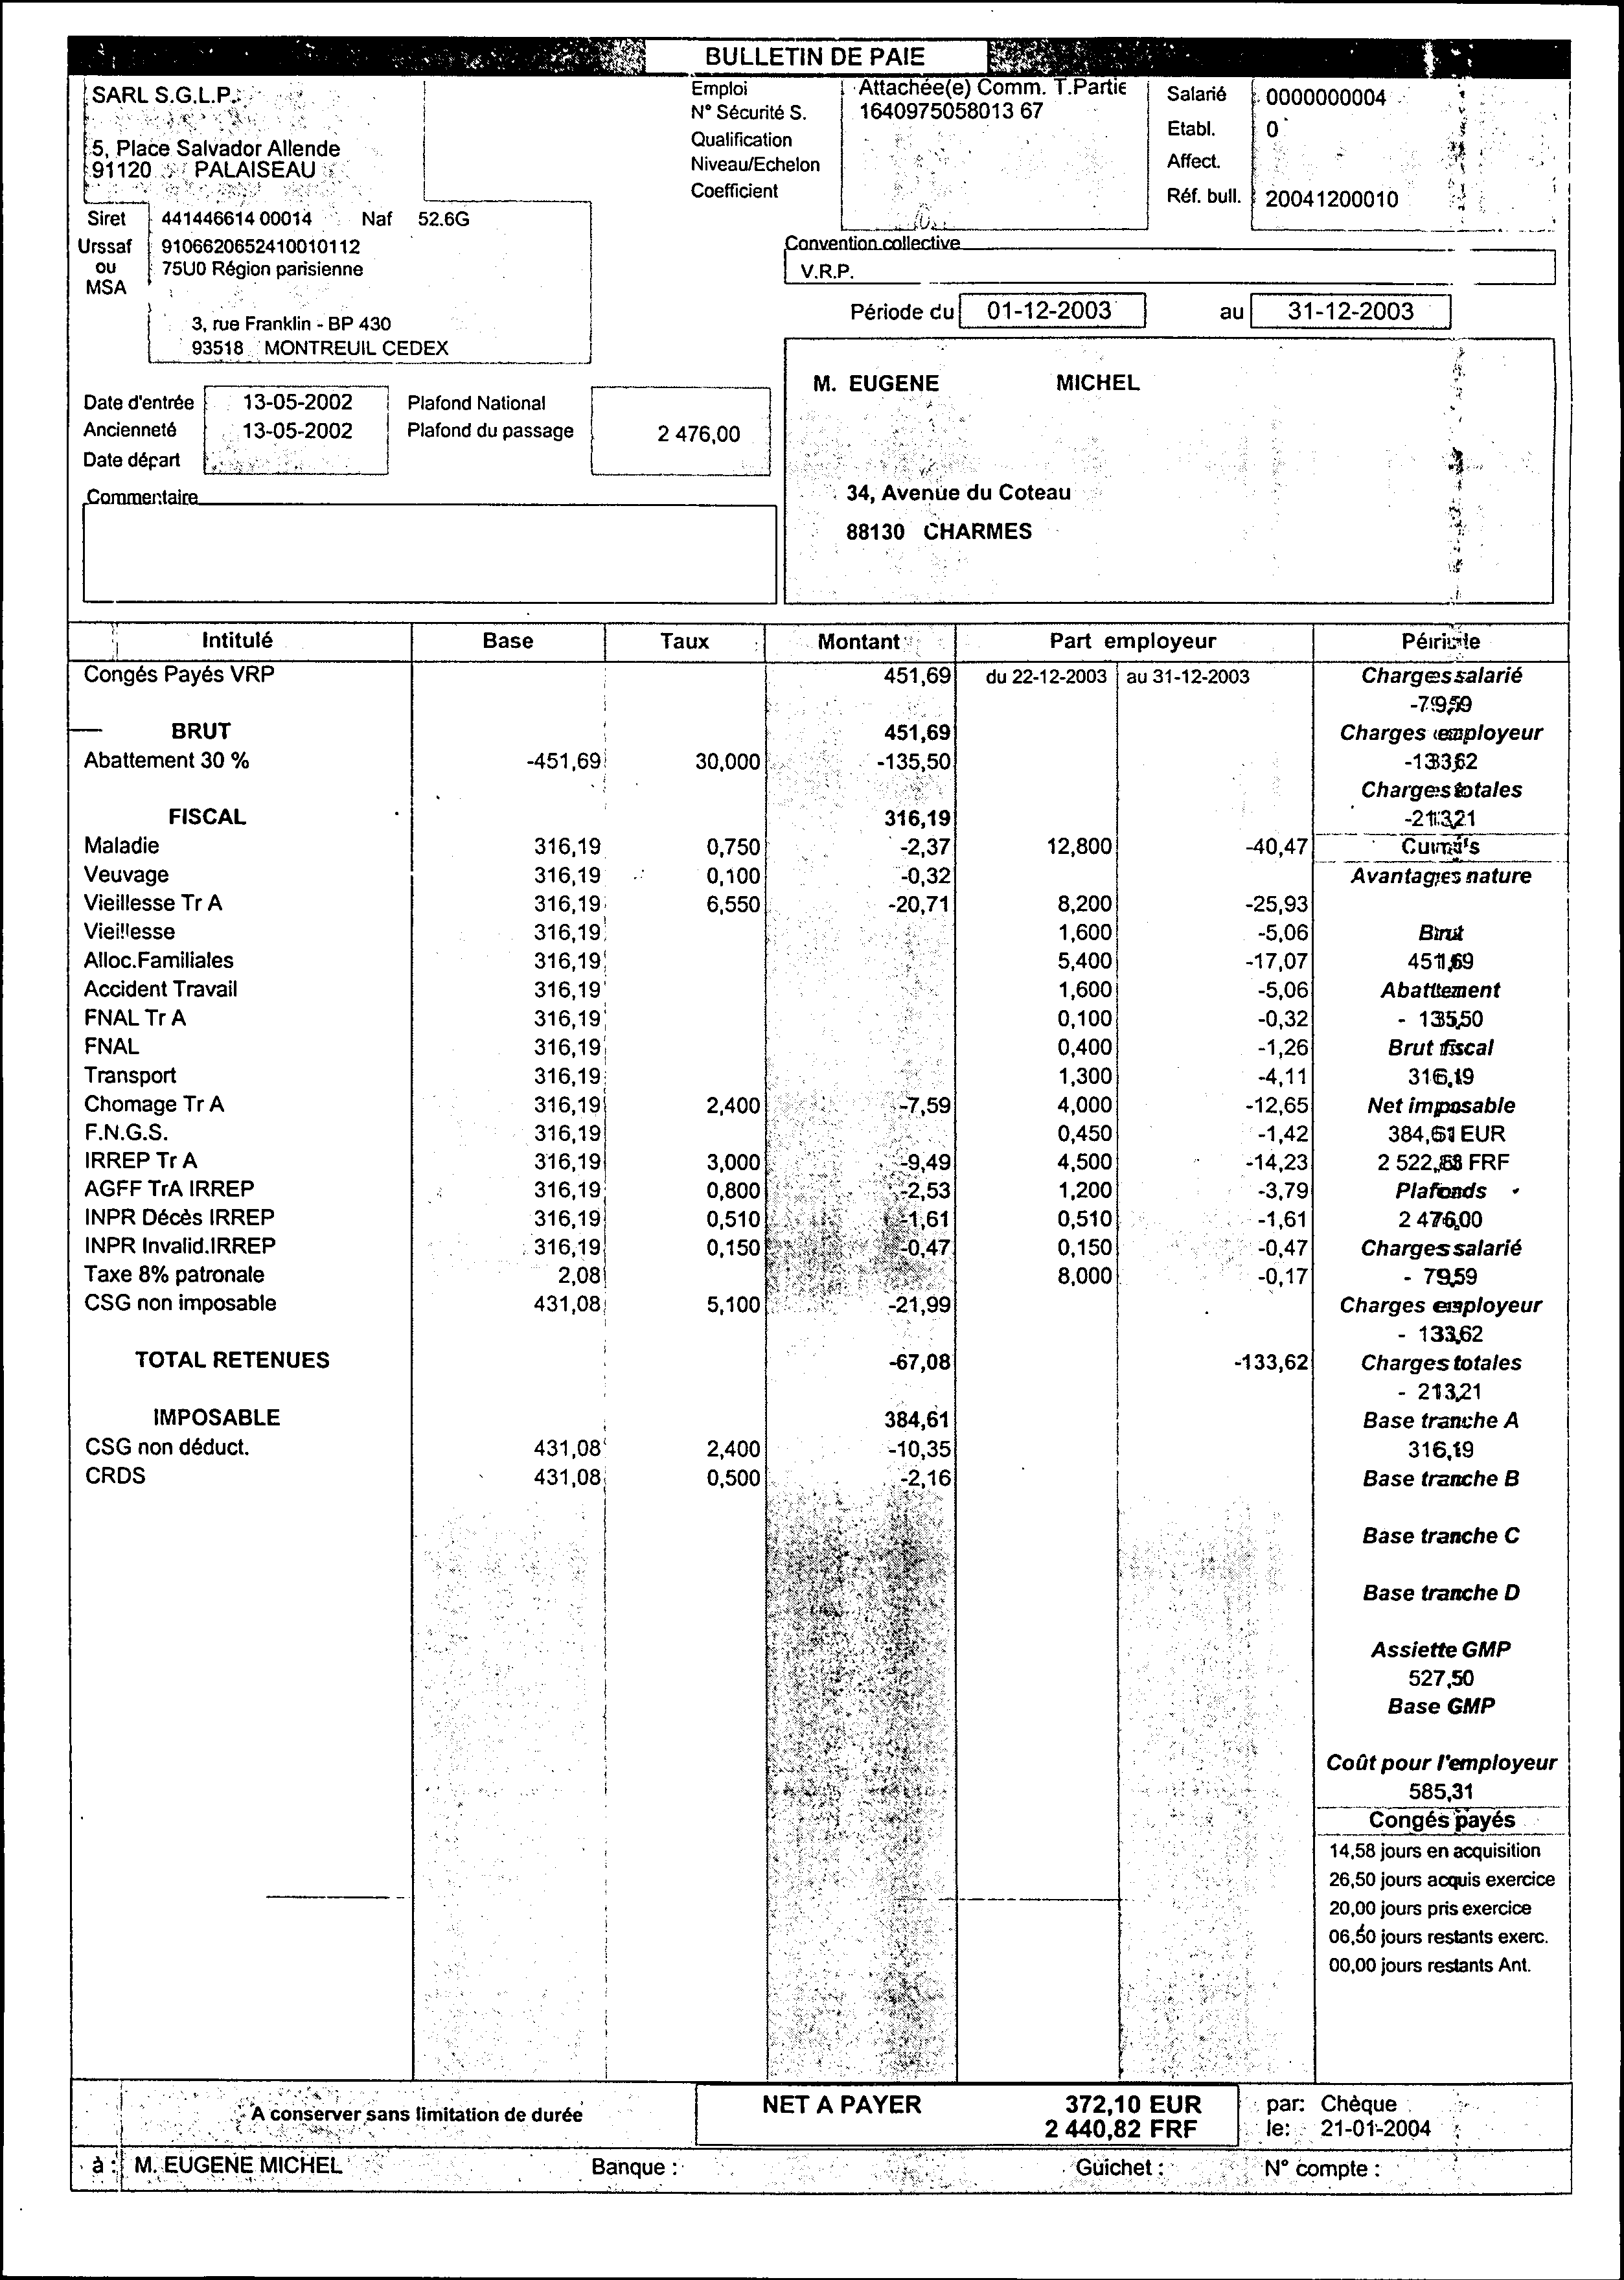 BULLETIN DE PAIE
SARL S.G.L.P.
5, Place Salvador Allende
91120 PALAISEAU
Emploi Attachée(e) Comm. T.Partie
N° Sécurité S. 1640975058013 67
Qualification
Niveau/Echelon
Coefficient
Salarié 0000000004
Etabl. 0
Affect.
Réf. bull. 20041200010
Siret 441446614 00014 Naf 52.6G
Urssaf 9106620652410010112
ou 75U0 Région parisienne
MSA
3, rue Franklin - BP 430
93518 MONTREUIL CEDEX
Convention collective
V.R.P.
Période du 01-12-2003 au 31-12-2003
Date d'entrée 13-05-2002 Plafond National
Ancienneté 13-05-2002 Plafond du passage 2 476,00
Date départ
Commentaire
M. EUGENE MICHEL
34, Avenue du Coteau
88130 CHARMES
Intitulé Base Taux Montant Part employeur
Congés Payés VRP 451,69 du 22-12-2003 au 31-12-2003
BRUT 451,69
Abattement 30 % -451,69 30,000 -135,50
FISCAL 316,19
Maladie 316,19 0,750 -2,37 12,800 -40,47
Veuvage 316,19 0,100 -0,32
Vieillesse Tr A 316,19 6,550 -20,71 8,200 -25,93
Vieillesse 316,19 1,600 -5,06
Alloc.Familiales 316,19 5,400 -17,07
Accident Travail 316,19 1,600 -5,06
FNAL Tr A 316,19 0,100 -0,32
FNAL 316,19 0,400 -1,26
Transport 316,19 1,300 -4,11
Chomage Tr A 316,19 2,400 -7,59 4,000 -12,65
F.N.G.S. 316,19 0,450 -1,42
IRREP Tr A 316,19 3,000 -9,49 4,500 -14,23
AGFF TrA IRREP 316,19 0,800 -2,53 1,200 -3,79
INPR Décès IRREP 316,19 0,510 -1,61 0,510 -1,61
INPR Invalid.IRREP 316,19 0,150 -0,47 0,150 -0,47
Taxe 8% patronale 2,08 8,000 -0,17
CSG non imposable 431,08 5,100 -21,99
TOTAL RETENUES -67,08 -133,62
IMPOSABLE 384,61
CSG non déduct. 431,08 2,400 -10,35
CRDS 431,08 0,500 -2,16
Charges salarié
-79,59
Charges employeur
-133,62
Charges totales
-213,21
Cumuls
Avantages nature
Brut
451,69
Abattement
- 135,50
Brut fiscal
316,19
Net imposable
384,61 EUR
FRF
Plafonds
2 476,00
Charges salarié
- 79,59
Charges employeur
- 133,62
Charges totales
- 213,21
Base tranche A
316,19
Base tranche B
Base tranche C
Base tranche D
Assiette GMP
527,50
Base GMP
Coût pour l'employeur
585,31
Congés payés
14,58 jours en acquisition
26,50 jours acquis exercice
20,00 jours pris exercice
06,50 jours restants exerc.
00,00 jours restants Ant.
A conserver sans limitation de durée
NET A PAYER 372,10 EUR
2 440,82 FRF
par: Chèque
le: 21-01-2004
à : M. EUGENE MICHEL Banque : Guichet : N° compte :